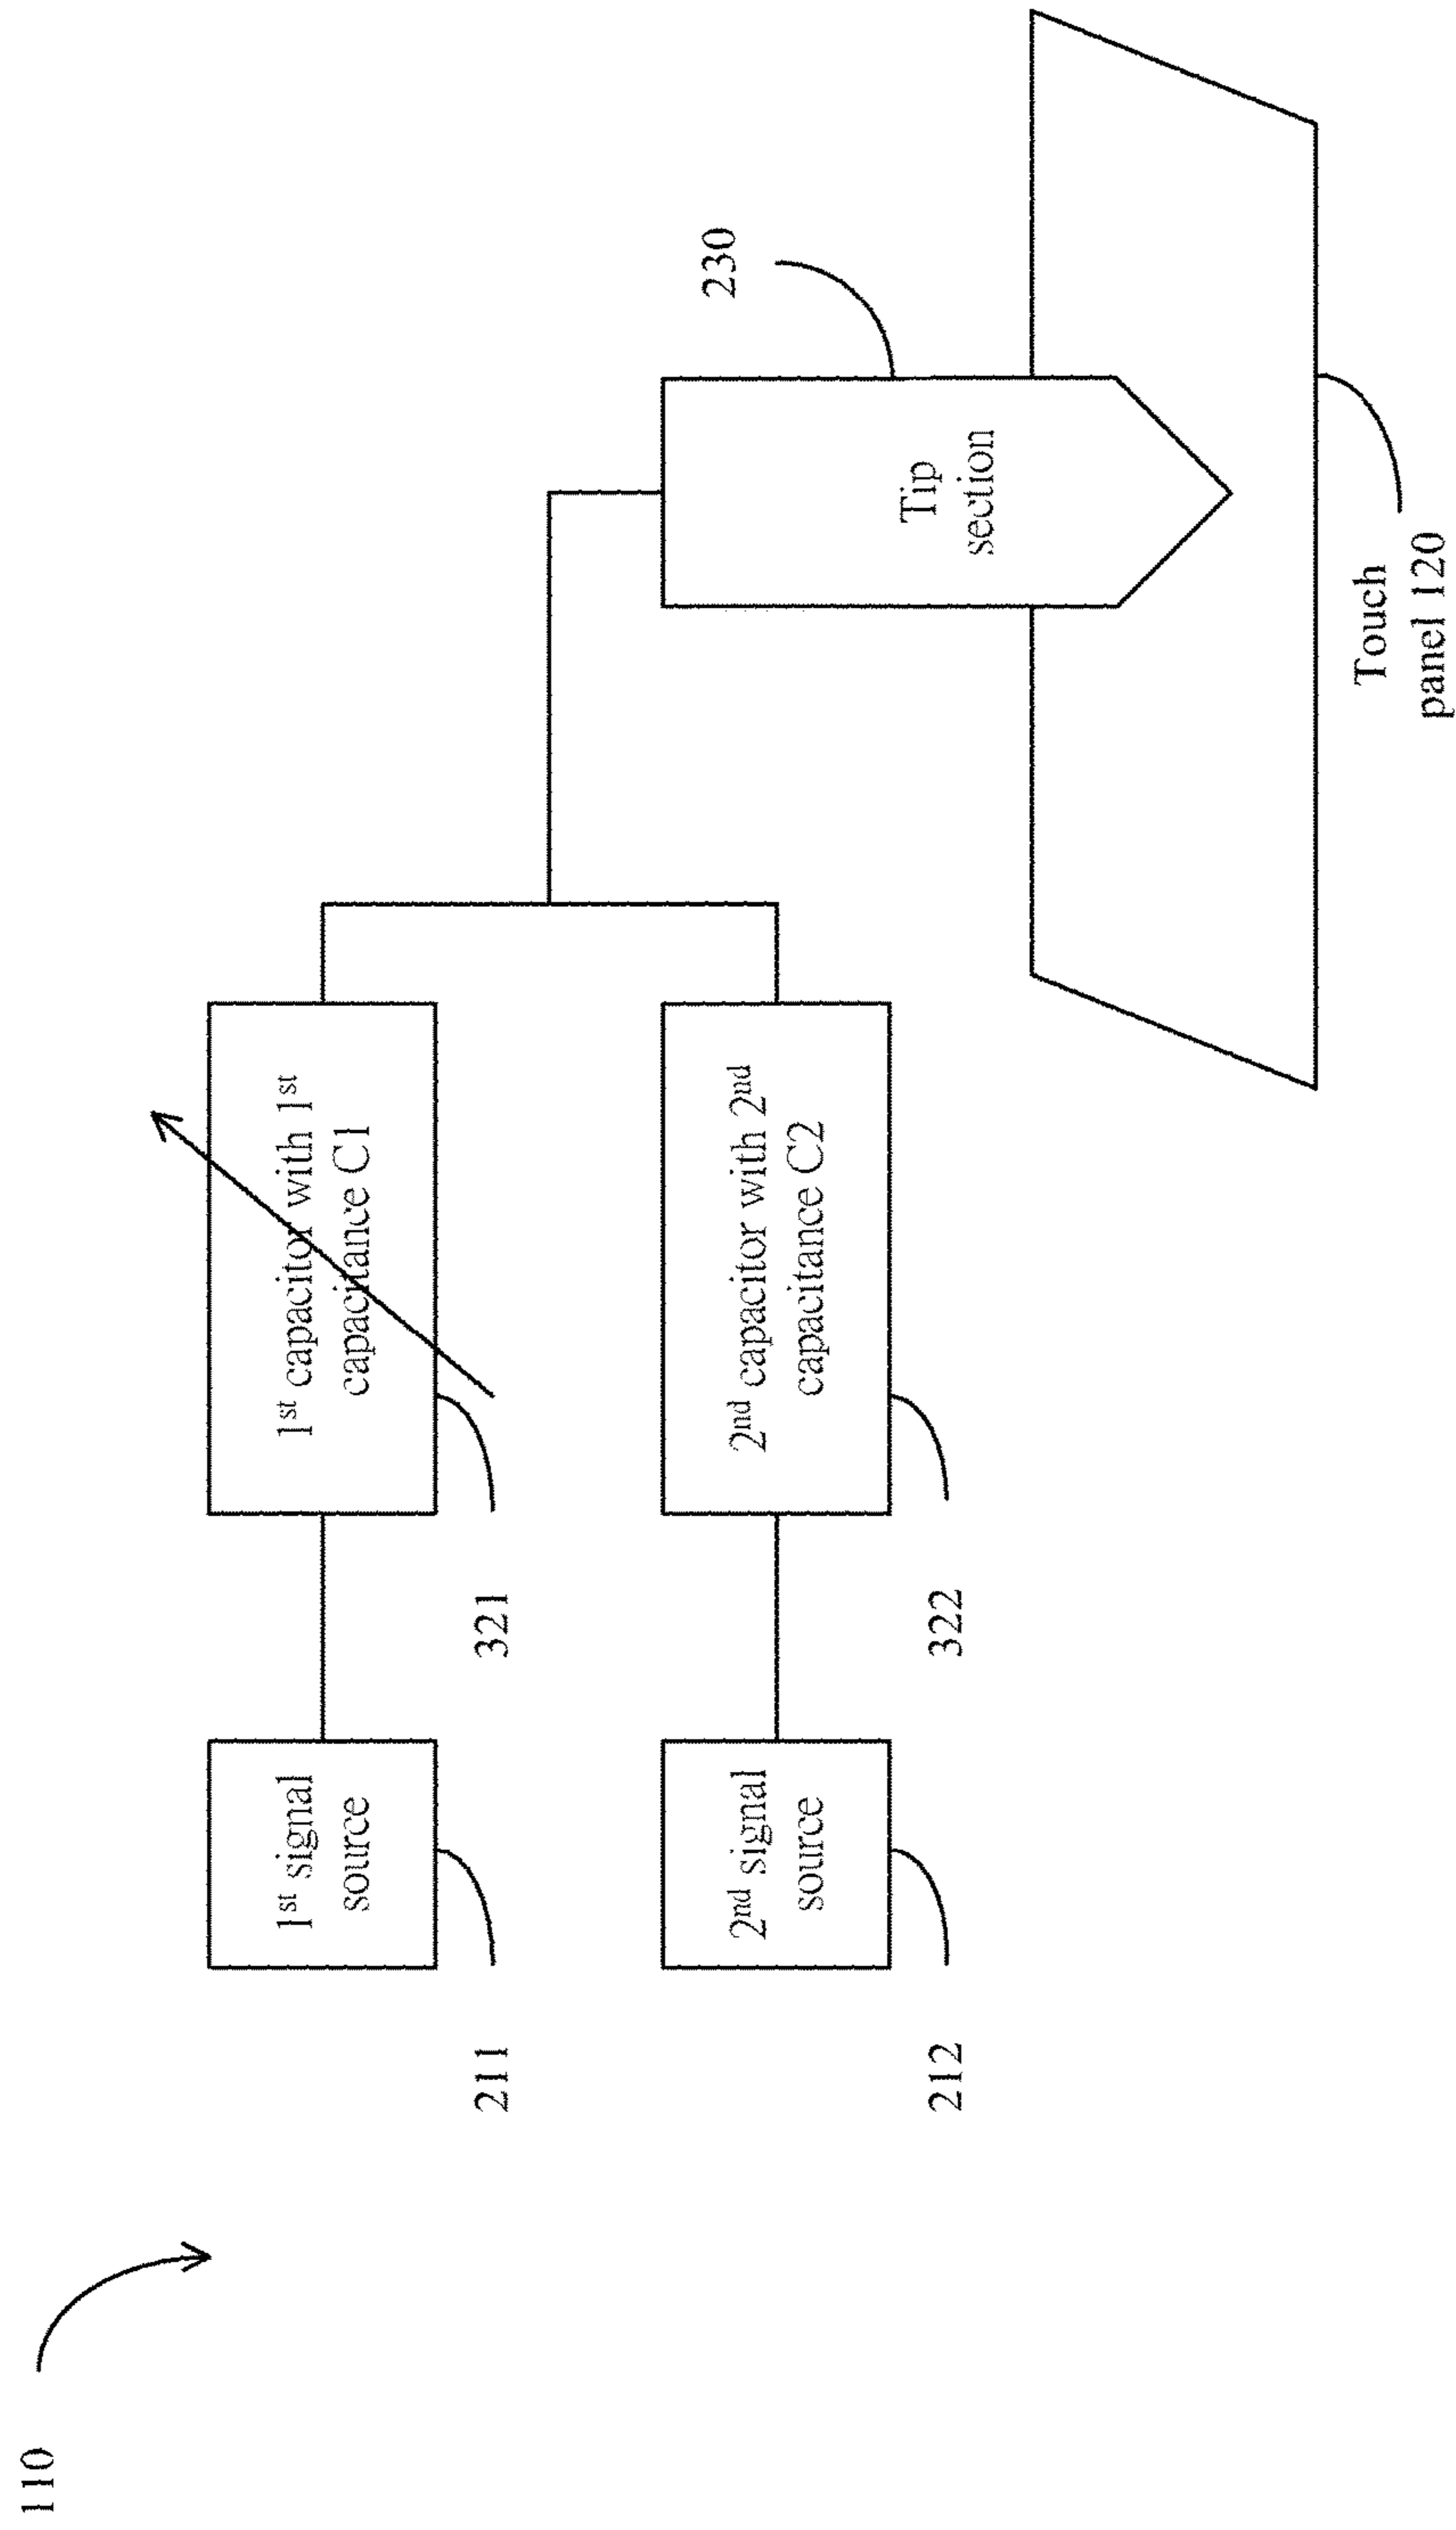 110
1st signal
source
211
1st capacitor with 1st
capacitance C1
321
2nd signal
source
212
2nd capacitor with 2nd
capacitance C2
322
230
Tip
section
Touch
panel 120